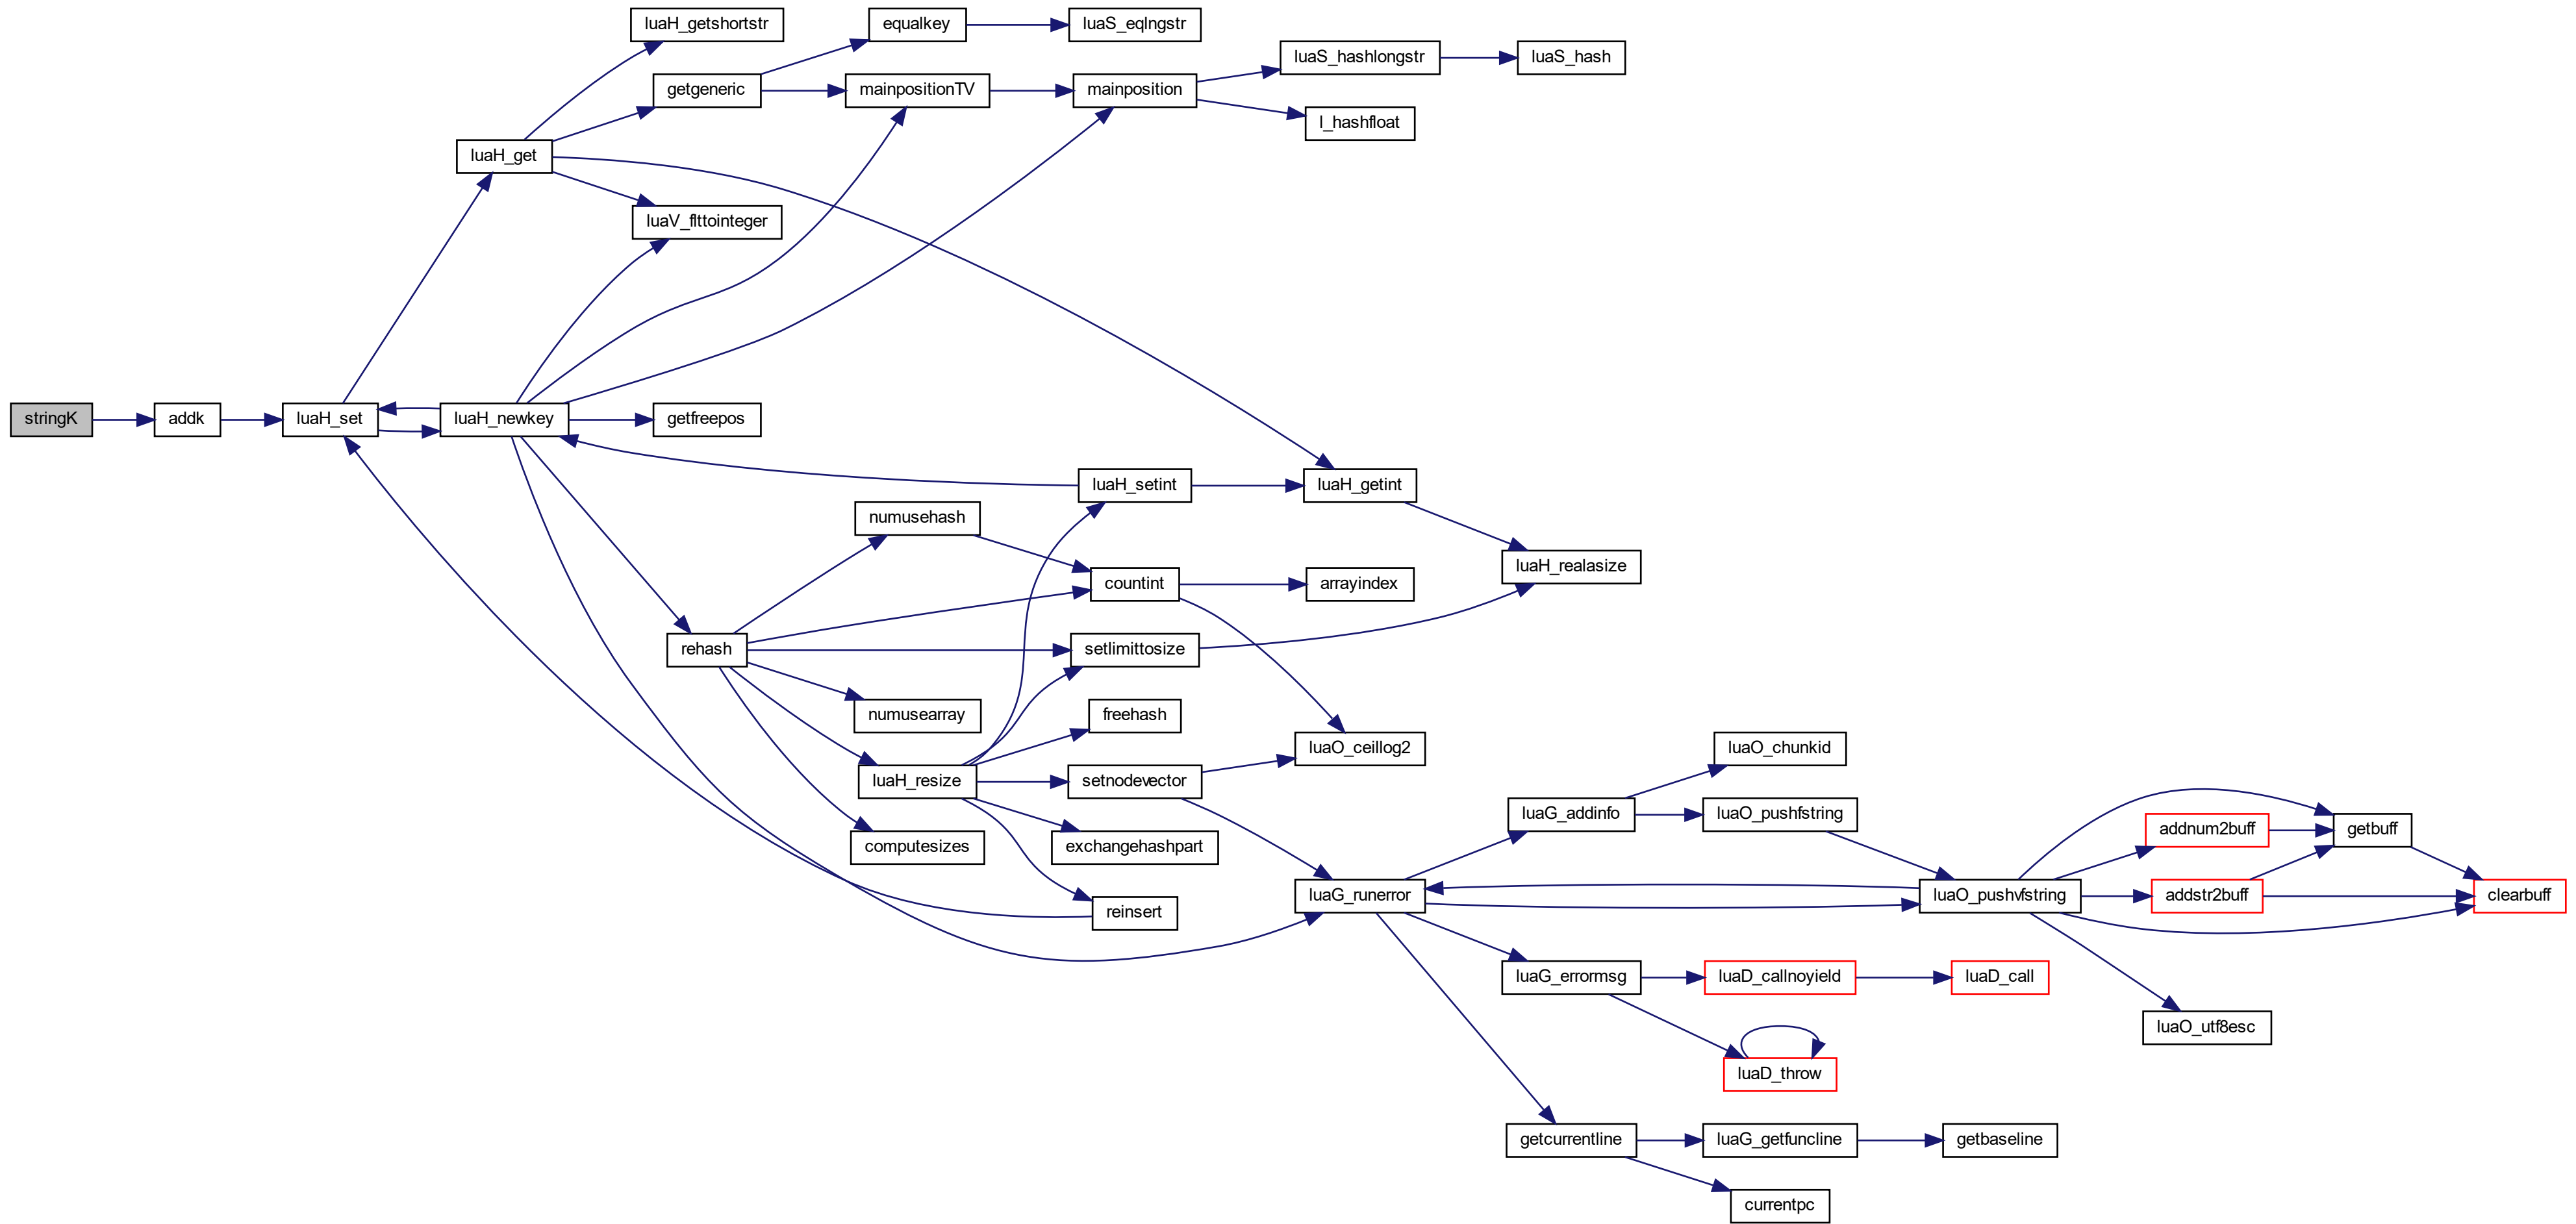 luaH_getshortstr
equalkey
luaS_eqlngstr
luaS_hashlongstr
luaS_hash
getgeneric
mainpositionTV
mainposition
l_hashfloat
luaH_get
luaV_flttointeger
stringK
addk
luaH_set
luaH_newkey
getfreepos
luaH_setint
luaH_getint
numusehash
luaH_realasize
countint
arrayindex
rehash
setlimittosize
numusearray
freehash
luaO_ceillog2
luaO_chunkid
luaH_resize
setnodevector
luaG_addinfo
luaO_pushfstring
addnum2buff
getbuff
computesizes
exchangehashpart
luaG_runerror
luaO_pushvfstring
addstr2buff
clearbuff
reinsert
luaG_errormsg
luaD_callnoyield
luaD_call
luaO_utf8esc
luaD_throw
getcurrentline
luaG_getfuncline
getbaseline
currentpc